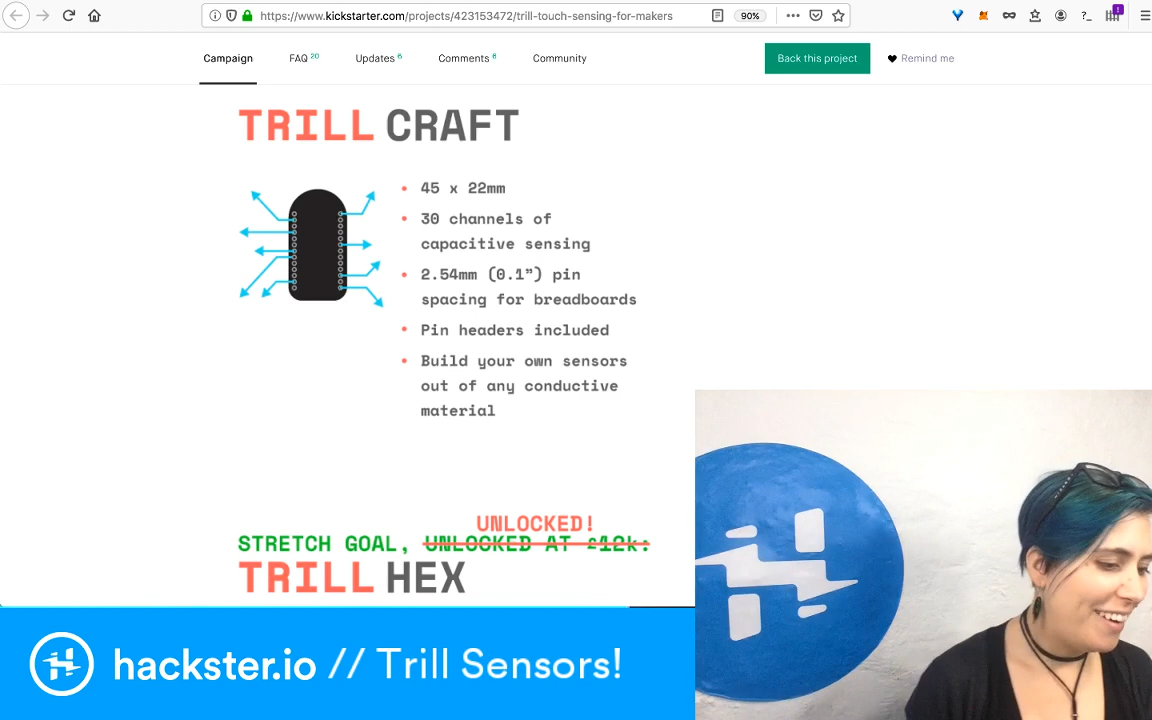 https://www.kickstarter.com/projects/423153472/trill-touch-sensing-for-makers
90%
Campaign
FAQ 20
Updates 6
Comments 6
Community
Back this project
Remind me
TRILL CRAFT
• 45 x 22mm
• 30 channels of
capacitive sensing
• 2.54mm (0.1”) pin
spacing for breadboards
• Pin headers included
• Build your own sensors
out of any conductive
material
UNLOCKED!
STRETCH GOAL, UNLOCKED AT £12k:
TRILL HEX
hackster.io // Trill Sensors!